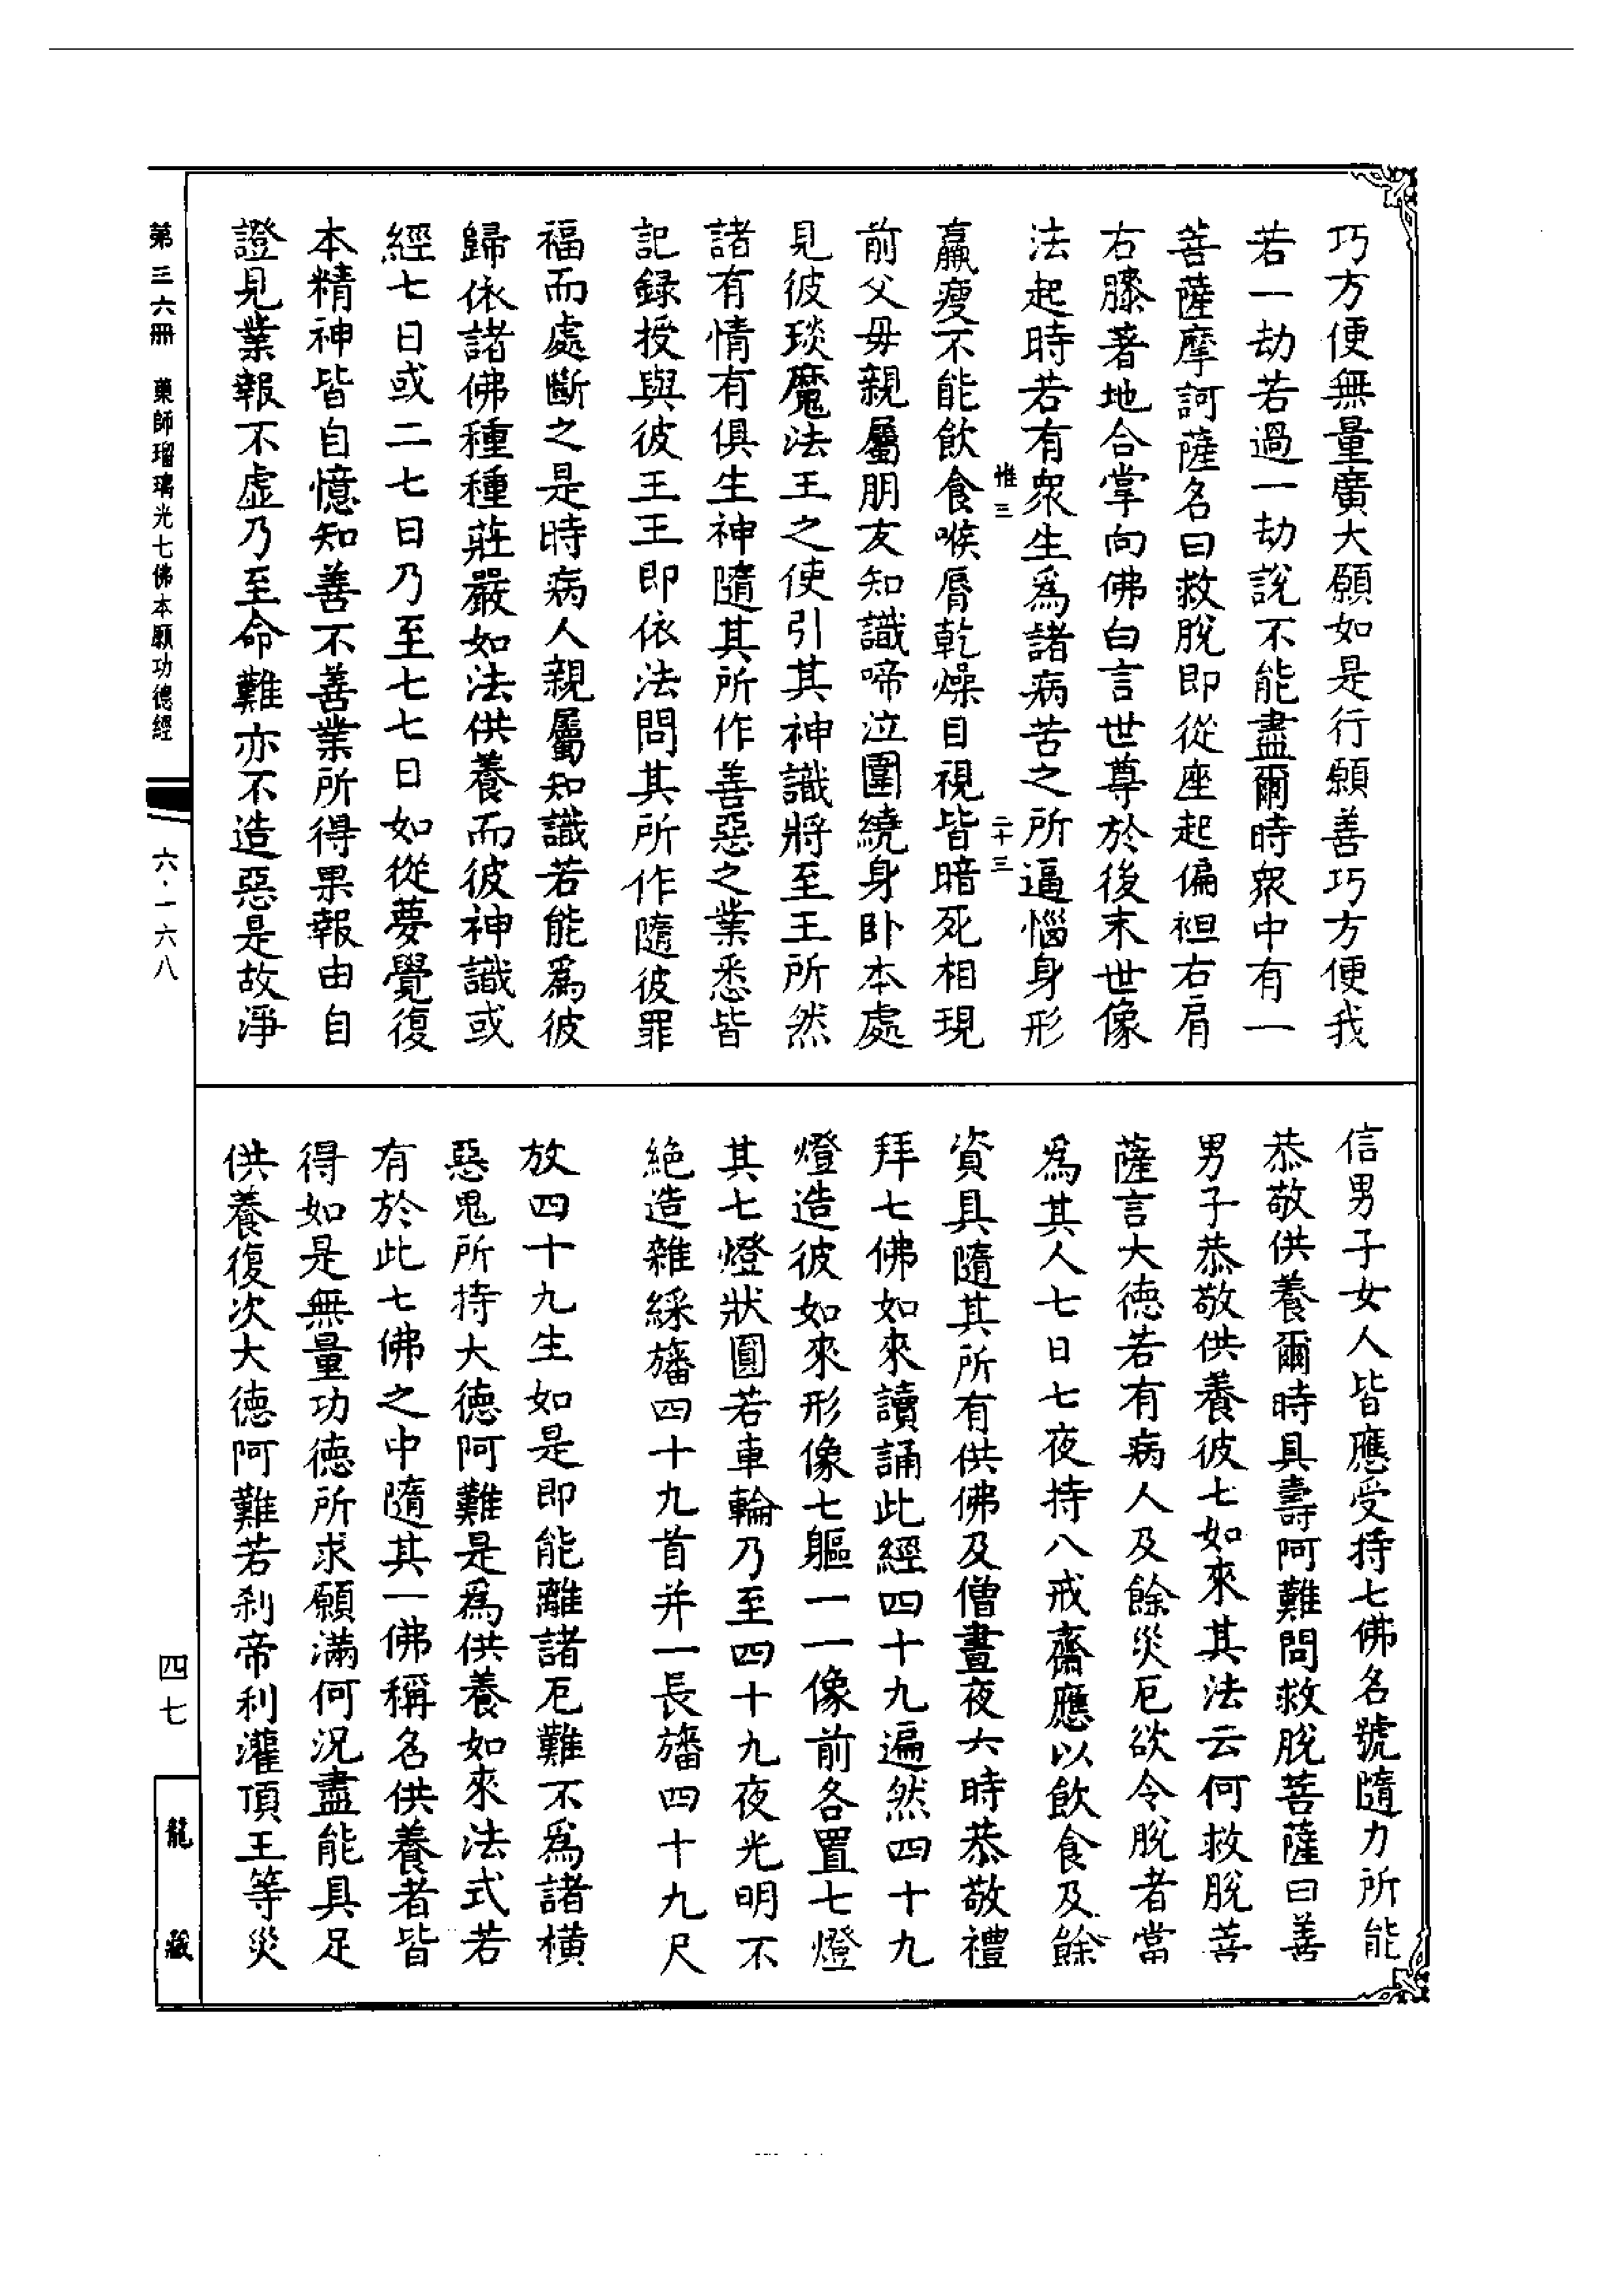 巧方便無量廣大願如是行願善巧方便我
若一劫若過一劫說不能盡爾時衆中有一
菩薩摩訶薩名曰救脫即從座起偏袒右肩
右膝著地合掌向佛白言世尊於後末世像
法起時若有衆生爲諸病苦之所逼惱身形
惟三　二十三
羸瘦不能飲食喉脣乾燥目視皆暗死相現
前父母親屬朋友知識啼泣圍繞身卧本處
見彼琰魔法王之使引其神識將至王所然
諸有情有俱生神隨其所作善惡之業悉皆
記録授與彼王王即依法問其所作隨彼罪
福而處斷之是時病人親屬知識若能爲彼
歸依諸佛種種莊嚴如法供養而彼神識或
經七日或二七日乃至七七日如從夢覺復
本精神皆自憶知善不善業所得果報由自
證見業報不虛乃至命難亦不造惡是故淨
信男子女人皆應受持七佛名號隨力所能
恭敬供養爾時具壽阿難問救脫菩薩曰善
男子恭敬供養彼七如來其法云何救脫菩
薩言大德若有病人及餘災厄欲令脫者當
爲其人七日七夜持八戒齋應以飲食及餘
資具隨其所有供佛及僧晝夜六時恭敬禮
拜七佛如來讀誦此經四十九遍然四十九
燈造彼如來形像七軀一一像前各置七燈
其七燈狀圓若車輪乃至四十九夜光明不
絶造雜綵旛四十九首并一長旛四十九尺
放四十九生如是即能離諸厄難不爲諸橫
惡鬼所持大德阿難是爲供養如來法式若
有於此七佛之中隨其一佛稱名供養者皆
得如是無量功德所求願滿何況盡能具足
供養復次大德阿難若刹帝利灌頂王等災
第三六冊　藥師瑠璃光七佛本願功德經
六·一六八
四七
龍藏